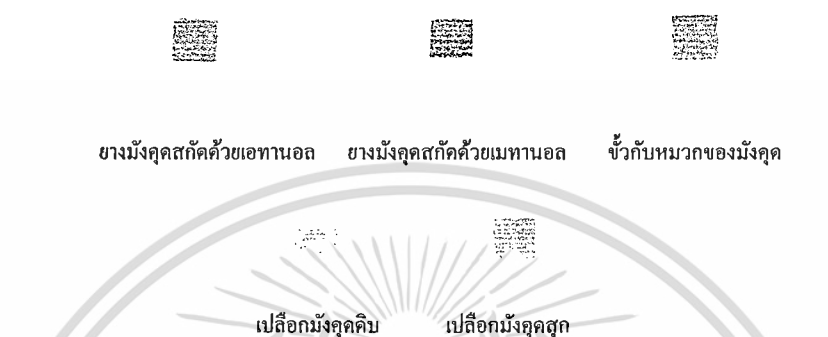 ยางมังคุดสกัดด้วยเอทานอล ยางมังคุดสกัดด้วยเมทานอล ขั้วกับหมวกของมังคุด
เปลือกมังคุดดิบ เปลือกมังคุดสุก